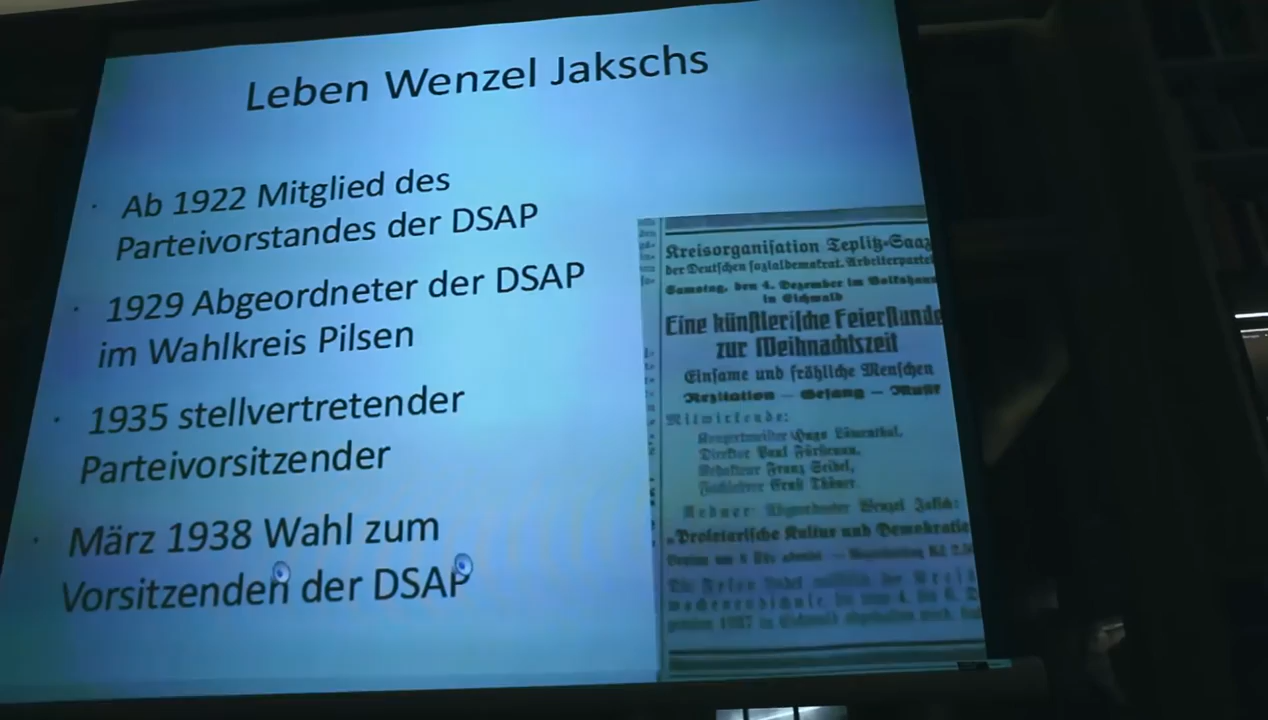 Leben Wenzel Jakschs
Ab 1922 Mitglied des
Parteivorstandes der DSAP
1929 Abgeordneter der DSAP
im Wahlkreis Pilsen
1935 stellvertretender
Parteivorsitzender
März 1938 Wahl zum
Vorsitzenden der DSAP
Kreisorganiſation Teplitz-Saaz
der Deutſchen ſozialdemokrat. Arbeiterpartei
Samstag, den 4. Dezember im Volkshaus
in Eichwald
Eine künſtleriſche Feierſtunde
zur Weihnachtszeit
Einſame und fröhliche Menſchen
Rezitation — Geſang — Muſik
Mitwirkende:
Konzertmeiſter Hugo Löwenthal,
Direktor Paul
Redakteur Franz Seidel,
Fachlehrer Ernſt
Redner: Abgeordneter Wenzel Jakſch:
„Proletariſche Kultur und Demokratie